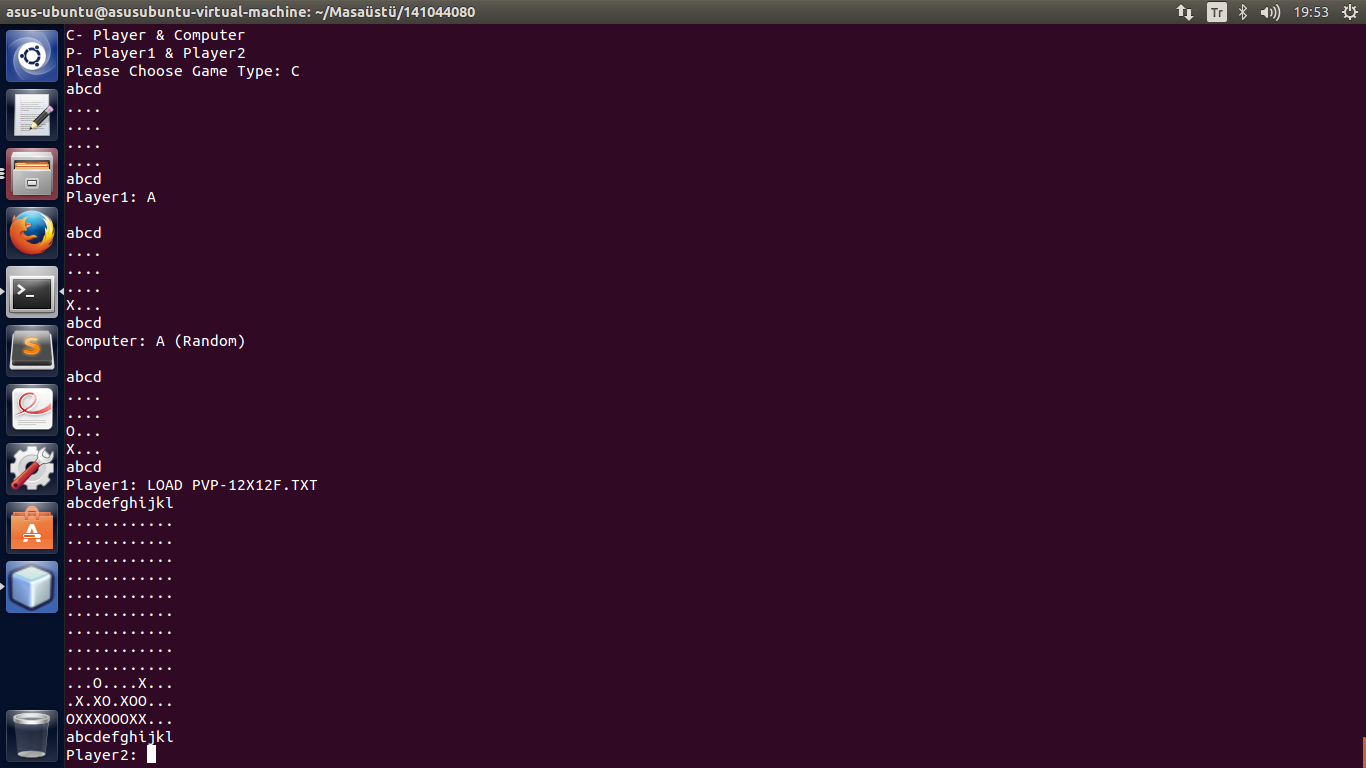 asus-ubuntu@asusubuntu-virtual-machine: ~/Masaüstü/141044080
Tr
19:53
C- Player & Computer
P- Player1 & Player2
Please Choose Game Type: C
abcd
....
....
....
....
abcd
Player1: A
abcd
....
....
....
X...
abcd
Computer: A (Random)
abcd
....
....
O...
X...
abcd
Player1: LOAD PVP-12X12F.TXT
abcdefghijkl
............
............
............
............
............
............
............
............
............
...O....X...
.X.XO.XOO...
OXXXOOOXX...
abcdefghijkl
Player2: